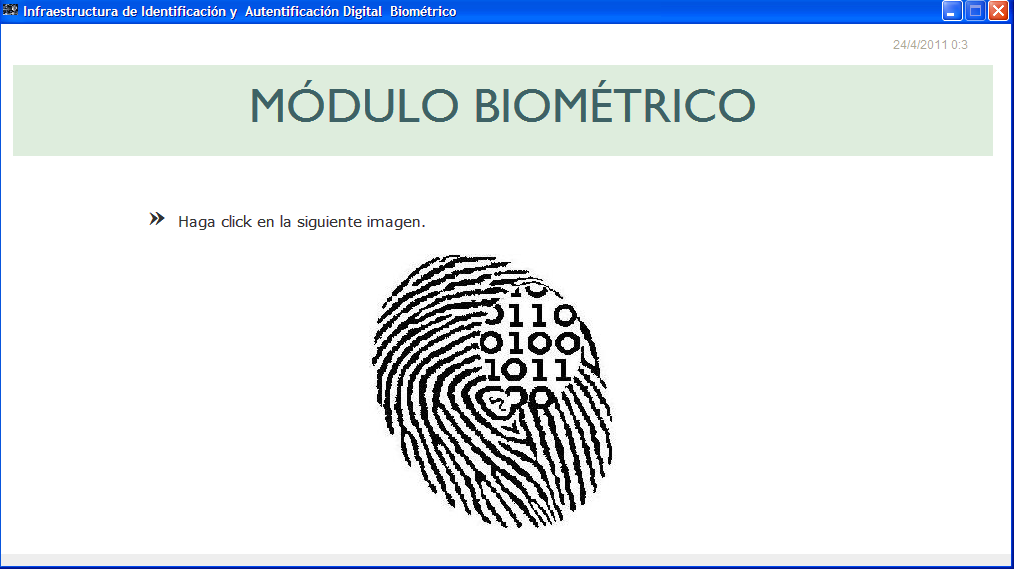 Infraestructura de Identificación y Autentificación Digital Biométrico
24/4/2011 0:3
MÓDULO BIOMÉTRICO
» Haga click en la siguiente imagen.
10
0110
0100
1011